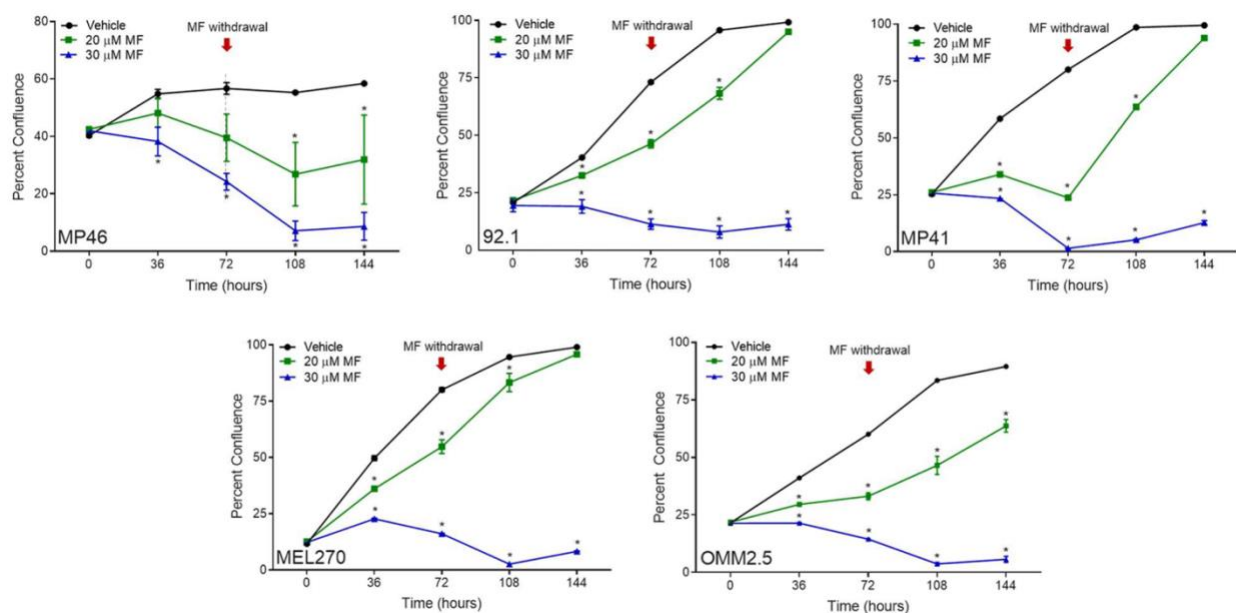 Vehicle
20 μM MF
30 μM MF
MF withdrawal
80
60
40
20
0
Percent Confluence
* * * * * *
MP46
0 36 72 108 144
Time (hours)
Vehicle
20 μM MF
30 μM MF
MF withdrawal
100
75
50
25
0
Percent Confluence
* * * * * * *
92.1
0 36 72 108 144
Time (hours)
Vehicle
20 μM MF
30 μM MF
MF withdrawal
100
75
50
25
0
Percent Confluence
* * * * * * *
MP41
0 36 72 108 144
Time (hours)
Vehicle
20 μM MF
30 μM MF
MF withdrawal
100
75
50
25
0
Percent Confluence
* * * * * * *
MEL270
0 36 72 108 144
Time (hours)
Vehicle
20 μM MF
30 μM MF
MF withdrawal
100
75
50
25
0
Percent Confluence
* * * * * * * *
OMM2.5
0 36 72 108 144
Time (hours)